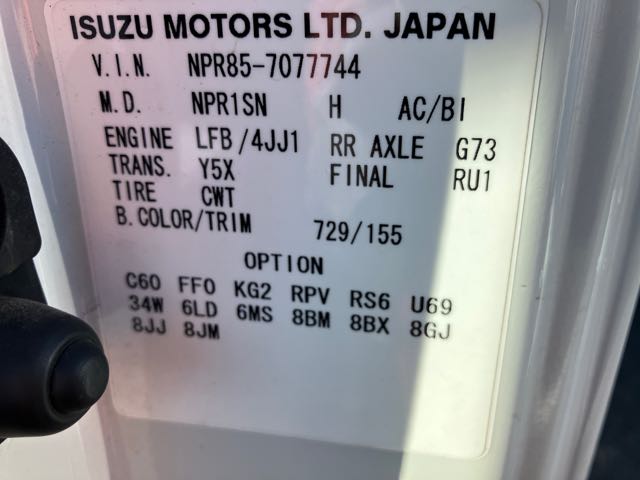 ISUZU MOTORS LTD. JAPAN
V.I.N. NPR85-7077744
M.D. NPR1SN H AC/BI
ENGINE LFB/4JJ1 RR AXLE G73
TRANS. Y5X FINAL RU1
TIRE CWT
B.COLOR/TRIM 729/155
OPTION
C60 FF0 KG2 RPV RS6 U69
34W 6LD 6MS 8BM 8BX 8GJ
8JJ 8JM